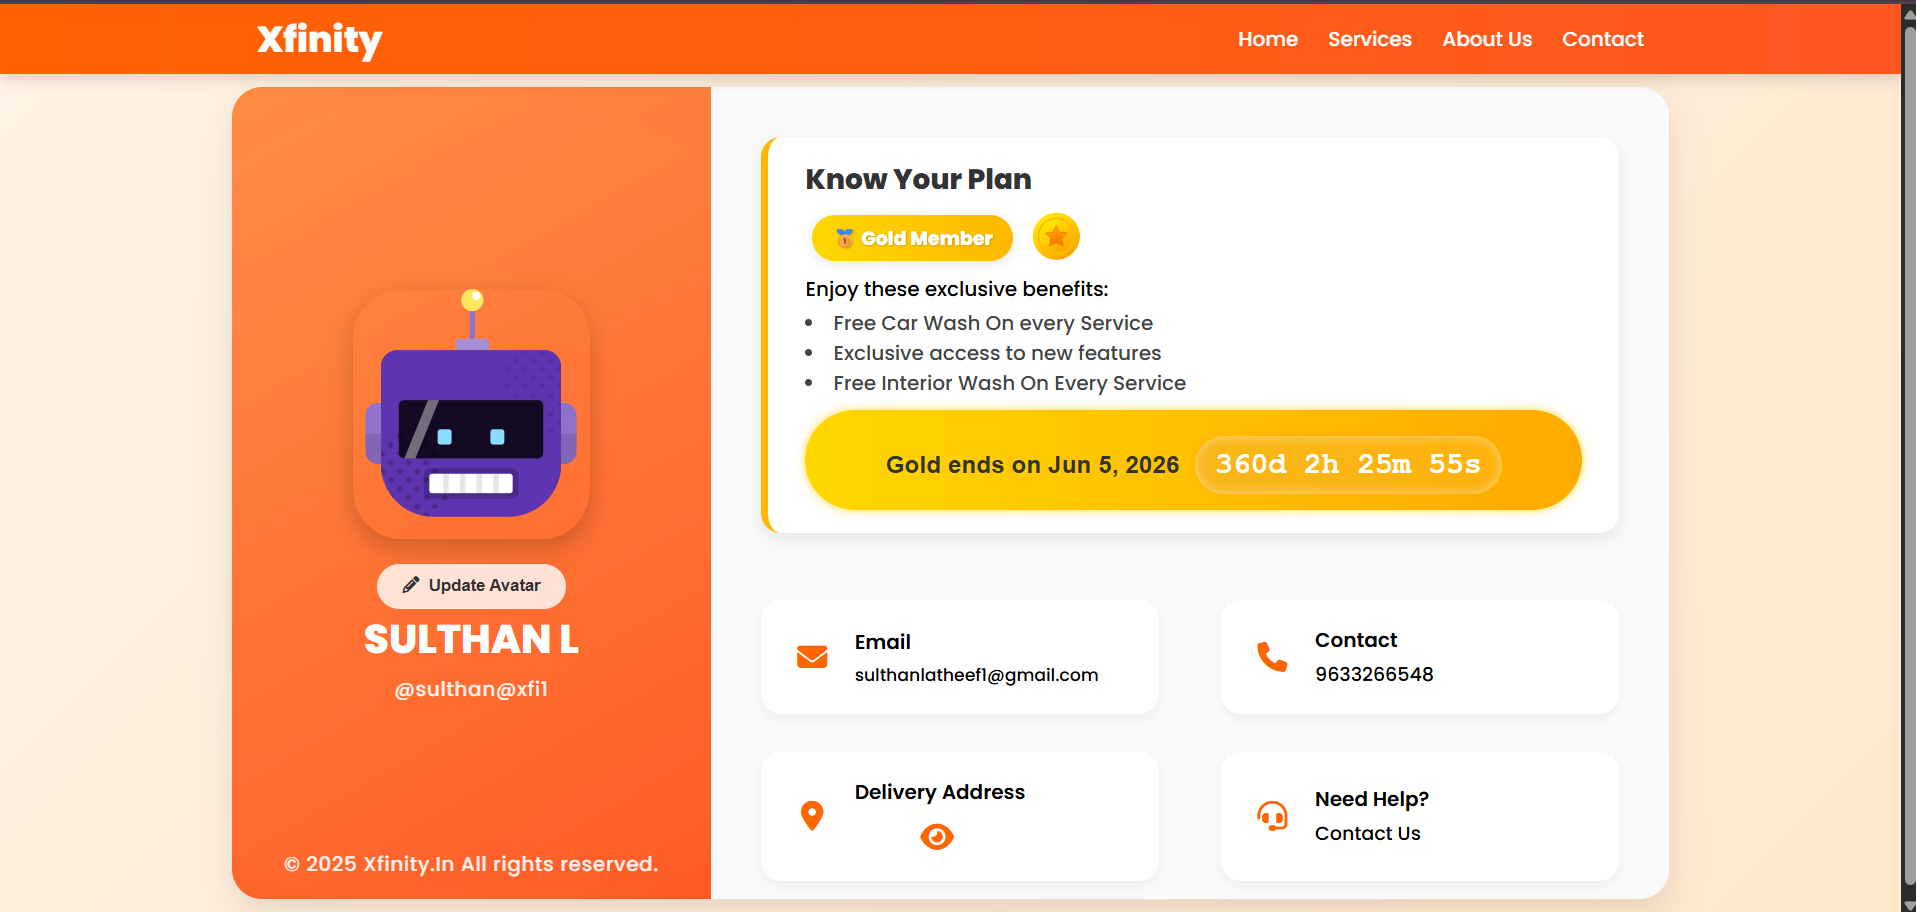 Xfinity
Home Services About Us Contact
Update Avatar
SULTHAN L
@sulthan@xfi1
© 2025 Xfinity.In All rights reserved.
Know Your Plan
Gold Member
Enjoy these exclusive benefits:
• Free Car Wash On every Service
• Exclusive access to new features
• Free Interior Wash On Every Service
Gold ends on Jun 5, 2026 360d 2h 25m 55s
Email
sulthanlatheef1@gmail.com
Contact
9633266548
Delivery Address
Need Help?
Contact Us